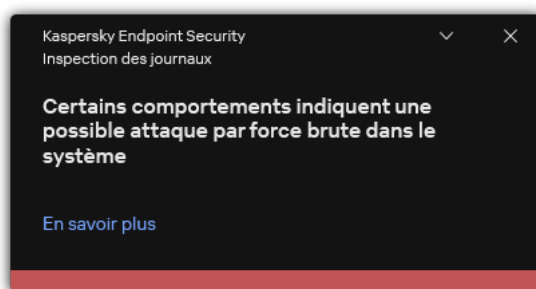 Kaspersky Endpoint Security
Inspection des journaux
Certains comportements indiquent une
possible attaque par force brute dans le
système
En savoir plus